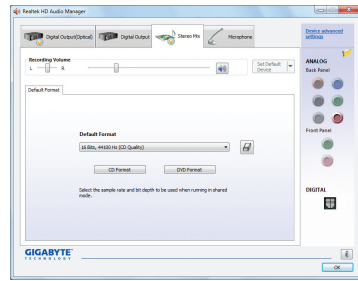 Realtek HD Audio Manager
Digital Output(Optical)
Digital Output
Stereo Mix
Microphone
Device advanced settings
Recording Volume
L
R
Set Default Device
ANALOG
Back Panel
Default Format
Default Format
16 Bits, 44100 Hz (CD Quality)
CD Format
DVD Format
Select the sample rate and bit depth to be used when running in shared mode.
Front Panel
DIGITAL
GIGABYTE™
TECHNOLOGY
i
OK